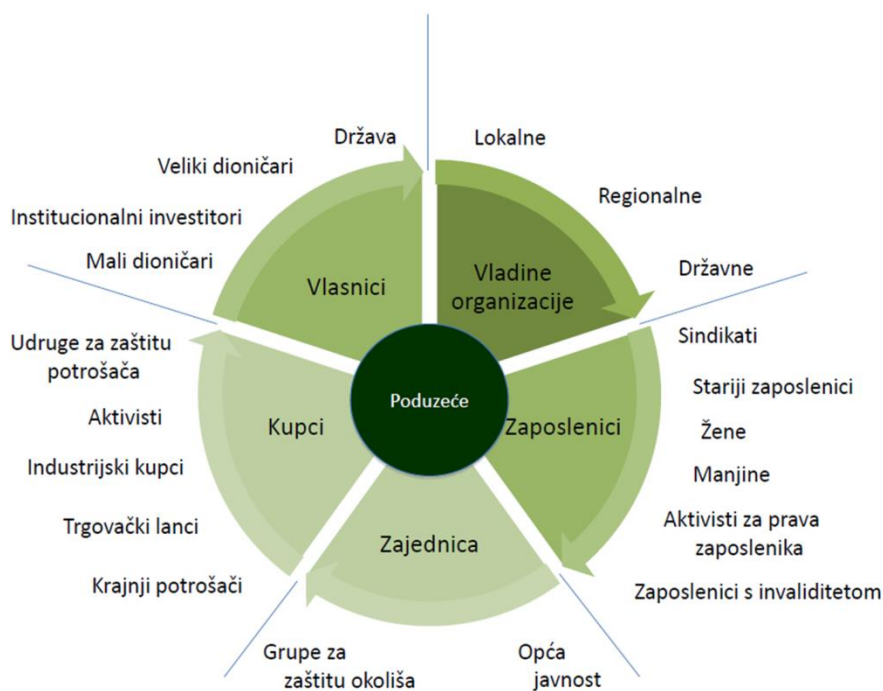 Država
Lokalne
Veliki dioničari
Regionalne
Institucionalni investitori
Mali dioničari
Državne
Vlasnici
Vladine
organizacije
Udruge za zaštitu
potrošača
Sindikati
Aktivisti
Stariji zaposlenici
Poduzeće
Kupci
Zaposlenici
Žene
Industrijski kupci
Manjine
Trgovački lanci
Zajednica
Aktivisti za prava
zaposlenika
Krajnji potrošači
Zaposlenici s invaliditetom
Grupe za
zaštitu okoliša
Opća
javnost